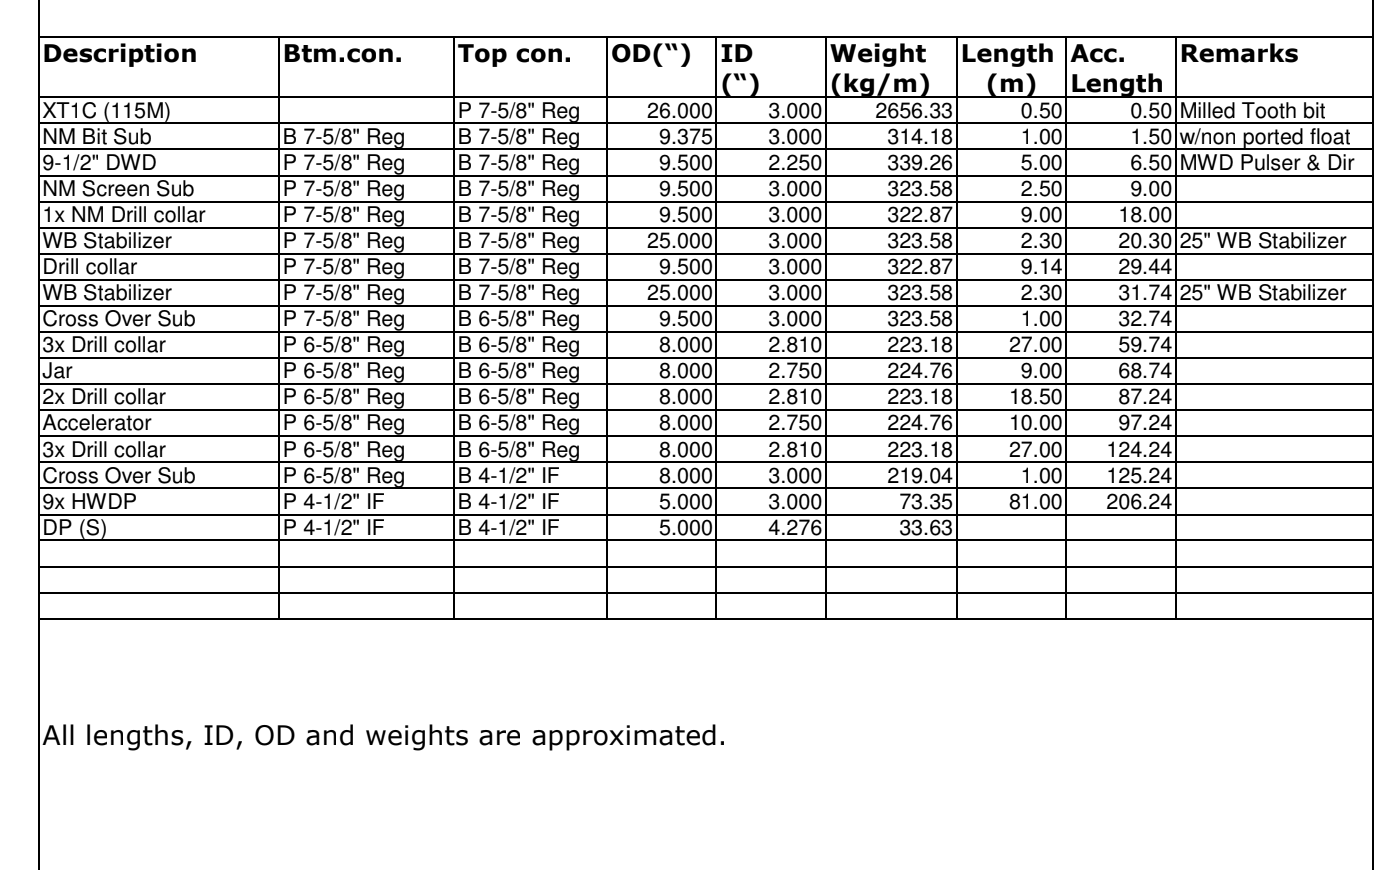 Description Btm.con. Top con. OD(“) ID (“) Weight (kg/m) Length (m) Acc. Length Remarks
XT1C (115M) P 7-5/8" Reg 26.000 3.000 2656.33 0.50 0.50 Milled Tooth bit
NM Bit Sub B 7-5/8" Reg B 7-5/8" Reg 9.375 3.000 314.18 1.00 1.50 w/non ported float
9-1/2" DWD P 7-5/8" Reg B 7-5/8" Reg 9.500 2.250 339.26 5.00 6.50 MWD Pulser & Dir
NM Screen Sub P 7-5/8" Reg B 7-5/8" Reg 9.500 3.000 323.58 2.50 9.00
1x NM Drill collar P 7-5/8" Reg B 7-5/8" Reg 9.500 3.000 322.87 9.00 18.00
WB Stabilizer P 7-5/8" Reg B 7-5/8" Reg 25.000 3.000 323.58 2.30 20.30 25" WB Stabilizer
Drill collar P 7-5/8" Reg B 7-5/8" Reg 9.500 3.000 322.87 9.14 29.44
WB Stabilizer P 7-5/8" Reg B 7-5/8" Reg 25.000 3.000 323.58 2.30 31.74 25" WB Stabilizer
Cross Over Sub P 7-5/8" Reg B 6-5/8" Reg 9.500 3.000 323.58 1.00 32.74
3x Drill collar P 6-5/8" Reg B 6-5/8" Reg 8.000 2.810 223.18 27.00 59.74
Jar P 6-5/8" Reg B 6-5/8" Reg 8.000 2.750 224.76 9.00 68.74
2x Drill collar P 6-5/8" Reg B 6-5/8" Reg 8.000 2.810 223.18 18.50 87.24
Accelerator P 6-5/8" Reg B 6-5/8" Reg 8.000 2.750 224.76 10.00 97.24
3x Drill collar P 6-5/8" Reg B 6-5/8" Reg 8.000 2.810 223.18 27.00 124.24
Cross Over Sub P 6-5/8" Reg B 4-1/2" IF 8.000 3.000 219.04 1.00 125.24
9x HWDP P 4-1/2" IF B 4-1/2" IF 5.000 3.000 73.35 81.00 206.24
DP (S) P 4-1/2" IF B 4-1/2" IF 5.000 4.276 33.63
All lengths, ID, OD and weights are approximated.